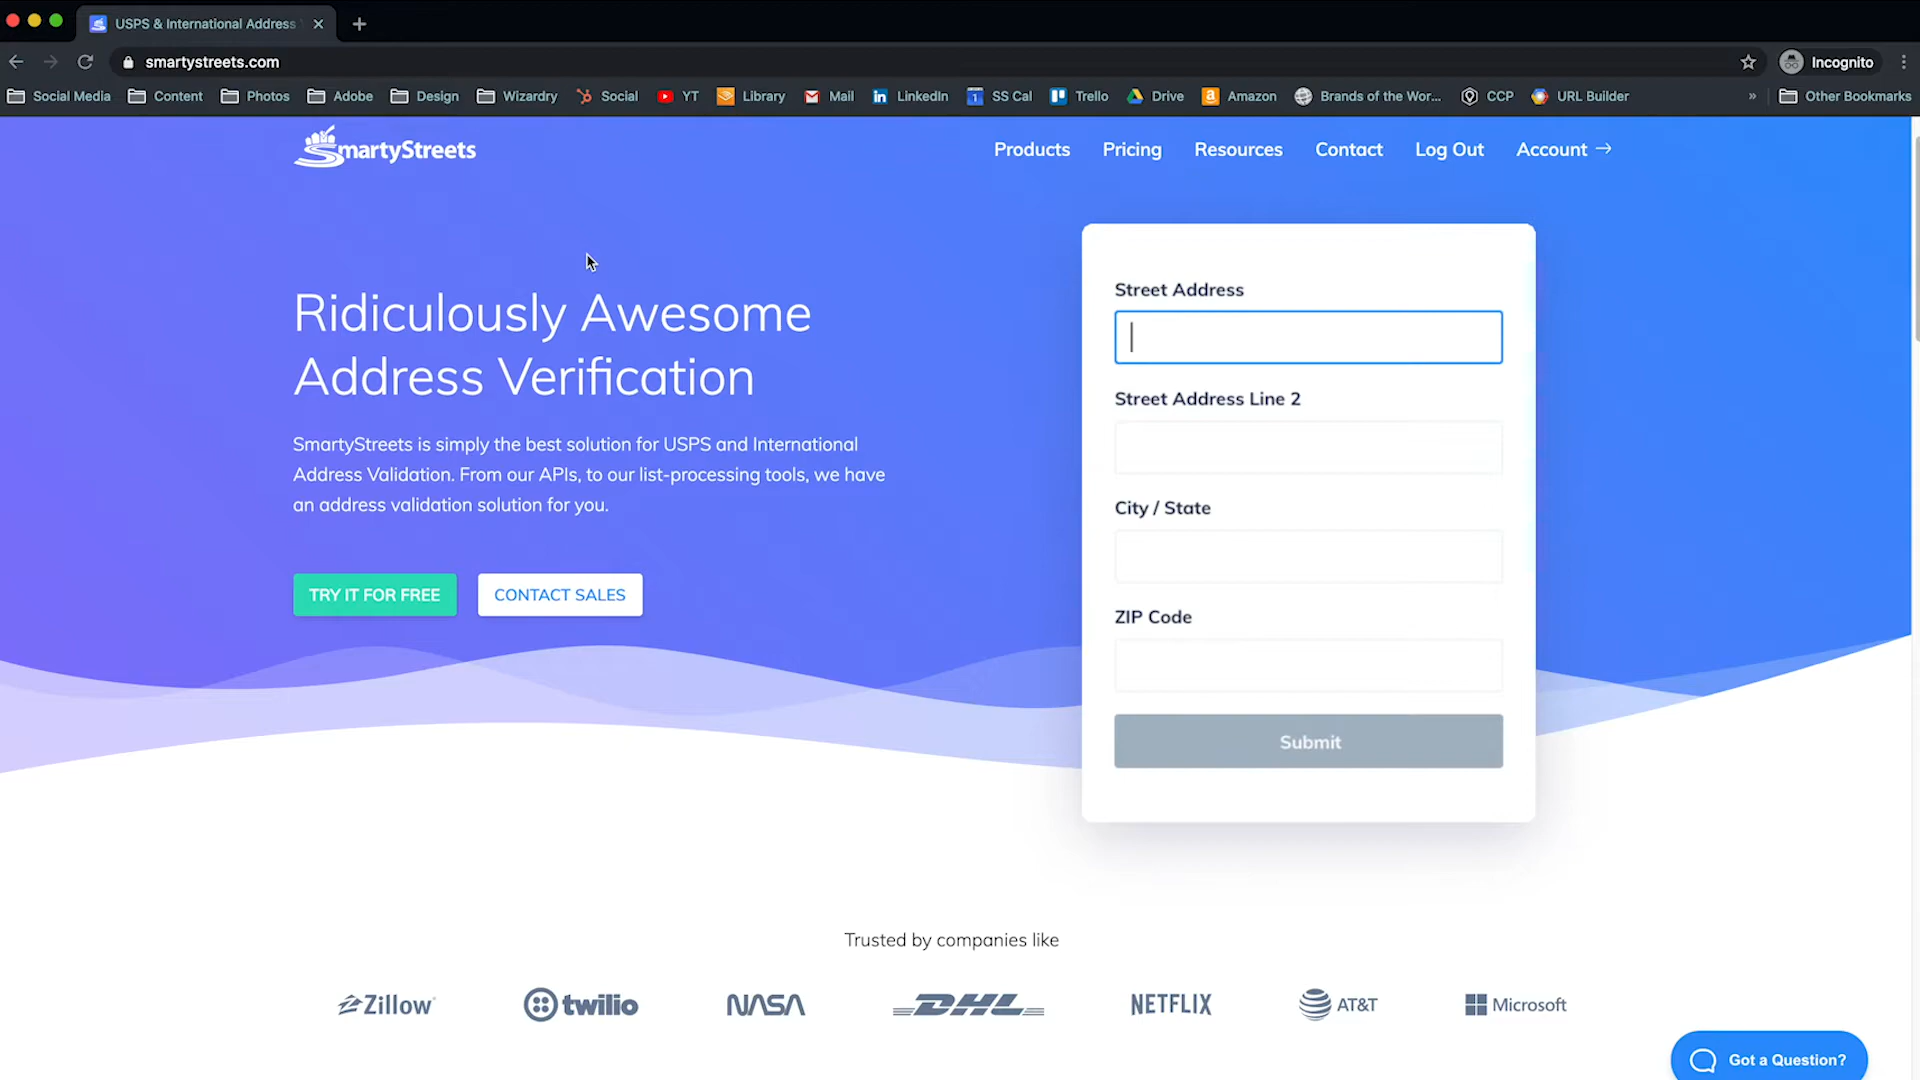 USPS & International Address
smartystreets.com
Incognito
Social Media
Content
Photos
Adobe
Design
Wizardry
Social
YT
Library
Mail
LinkedIn
SS Cal
Trello
Drive
Amazon
Brands of the Wor...
CCP
URL Builder
»
Other Bookmarks
SmartyStreets
Products
Pricing
Resources
Contact
Log Out
Account →
Ridiculously Awesome
Address Verification
SmartyStreets is simply the best solution for USPS and International
Address Validation. From our APIs, to our list-processing tools, we have
an address validation solution for you.
TRY IT FOR FREE
CONTACT SALES
Street Address
Street Address Line 2
City / State
ZIP Code
Submit
Trusted by companies like
Zillow
twilio
NASA
DHL
NETFLIX
AT&T
Microsoft
Got a Question?